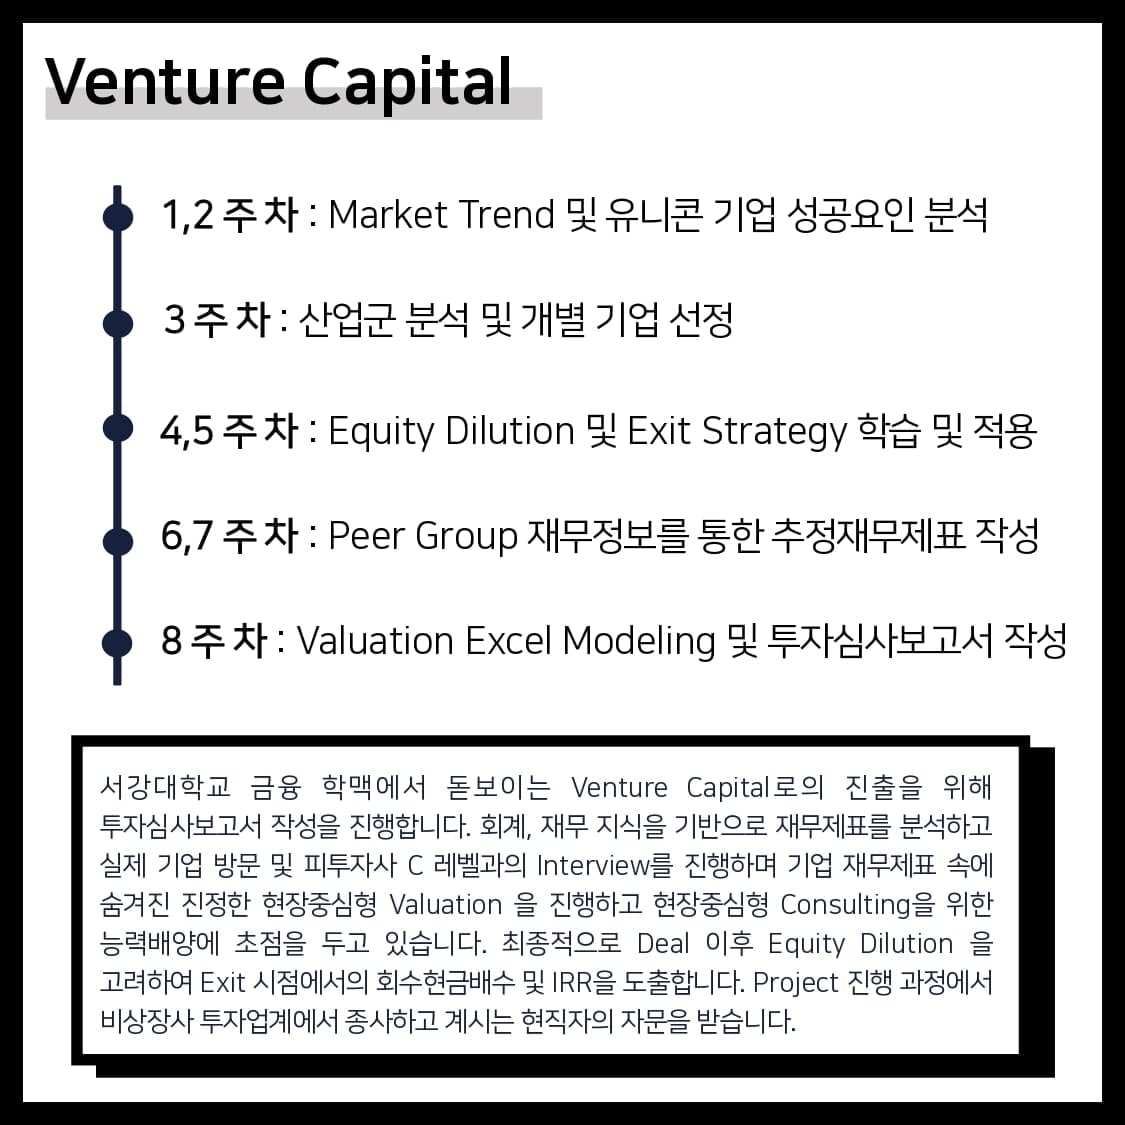 Venture Capital
1,2 주 차 : Market Trend 및 유니콘 기업 성공요인 분석
3 주 차 : 산업군 분석 및 개별 기업 선정
4,5 주 차 : Equity Dilution 및 Exit Strategy 학습 및 적용
6,7 주 차 : Peer Group 재무정보를 통한 추정재무제표 작성
8 주 차 : Valuation Excel Modeling 및 투자심사보고서 작성
서강대학교 금융 학맥에서 돋보이는 Venture Capital로의 진출을 위해
투자심사보고서 작성을 진행합니다. 회계, 재무 지식을 기반으로 재무제표를 분석하고
실제 기업 방문 및 피투자사 C 레벨과의 Interview를 진행하며 기업 재무제표 속에
숨겨진 진정한 현장중심형 Valuation 을 진행하고 현장중심형 Consulting을 위한
능력배양에 초점을 두고 있습니다. 최종적으로 Deal 이후 Equity Dilution 을
고려하여 Exit 시점에서의 회수현금배수 및 IRR을 도출합니다. Project 진행 과정에서
비상장사 투자업계에서 종사하고 계시는 현직자의 자문을 받습니다.